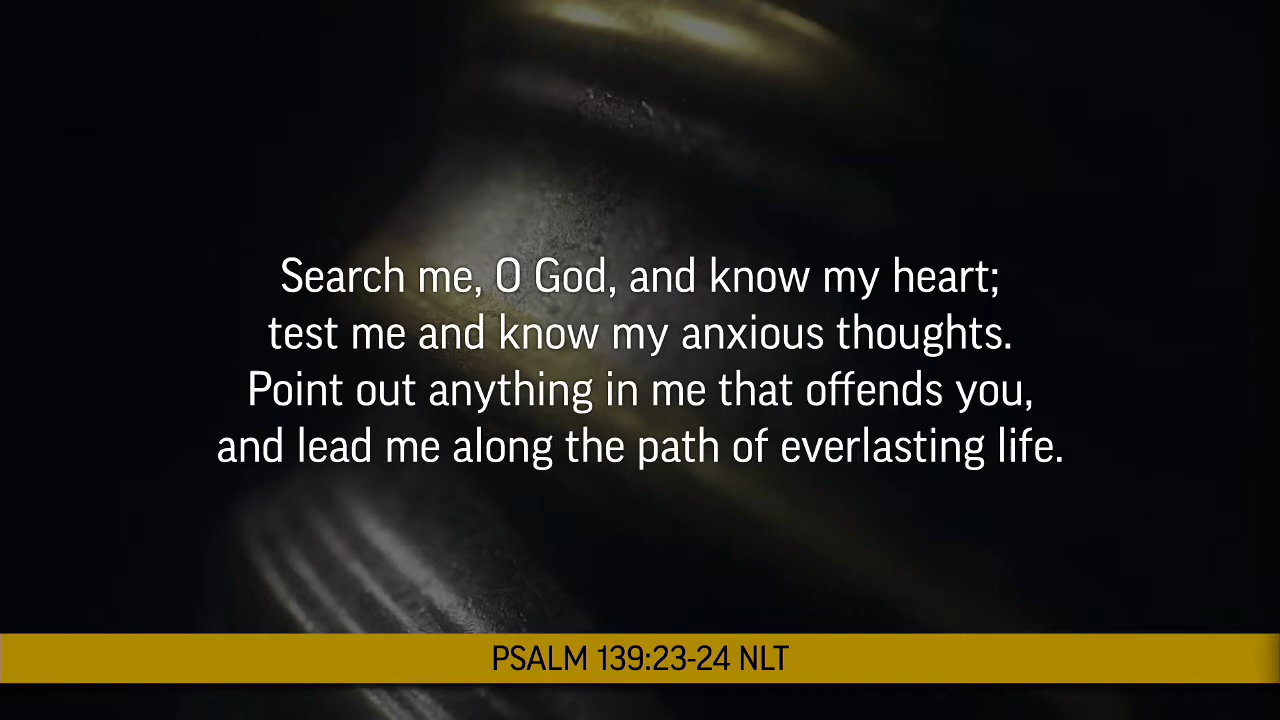 Search me, O God, and know my heart;
test me and know my anxious thoughts.
Point out anything in me that offends you,
and lead me along the path of everlasting life.
PSALM 139:23-24 NLT